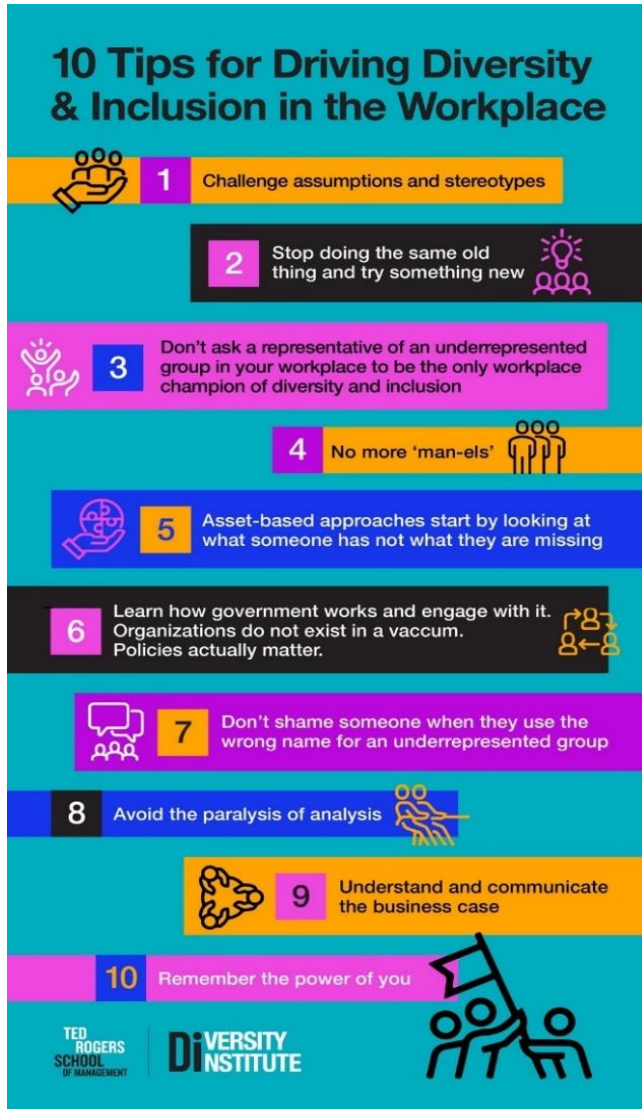 10 Tips for Driving Diversity
& Inclusion in the Workplace
1
Challenge assumptions and stereotypes
2
Stop doing the same old
thing and try something new
3
Don't ask a representative of an underrepresented
group in your workplace to be the only workplace
champion of diversity and inclusion
4
No more 'man-els'
5
Asset-based approaches start by looking at
what someone has not what they are missing
6
Learn how government works and engage with it.
Organizations do not exist in a vaccum.
Policies actually matter.
7
Don't shame someone when they use the
wrong name for an underrepresented group
8
Avoid the paralysis of analysis
9
Understand and communicate
the business case
10
Remember the power of you
TED
ROGERS
SCHOOL
OF MANAGEMENT
DiVERSITY
iNSTITUTE